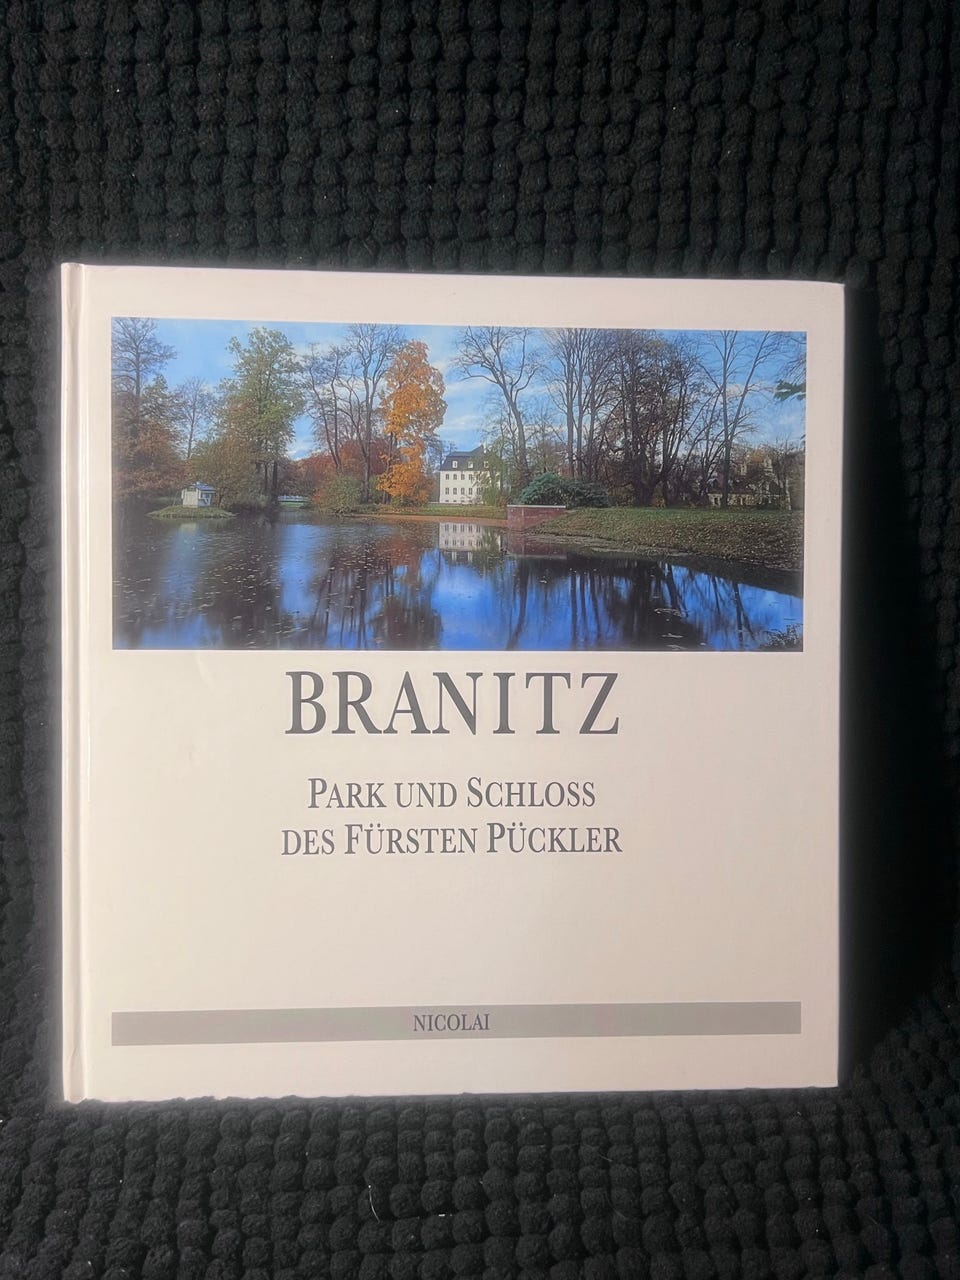 BRANITZ
PARK UND SCHLOSS
DES FÜRSTEN PÜCKLER
NICOLAI